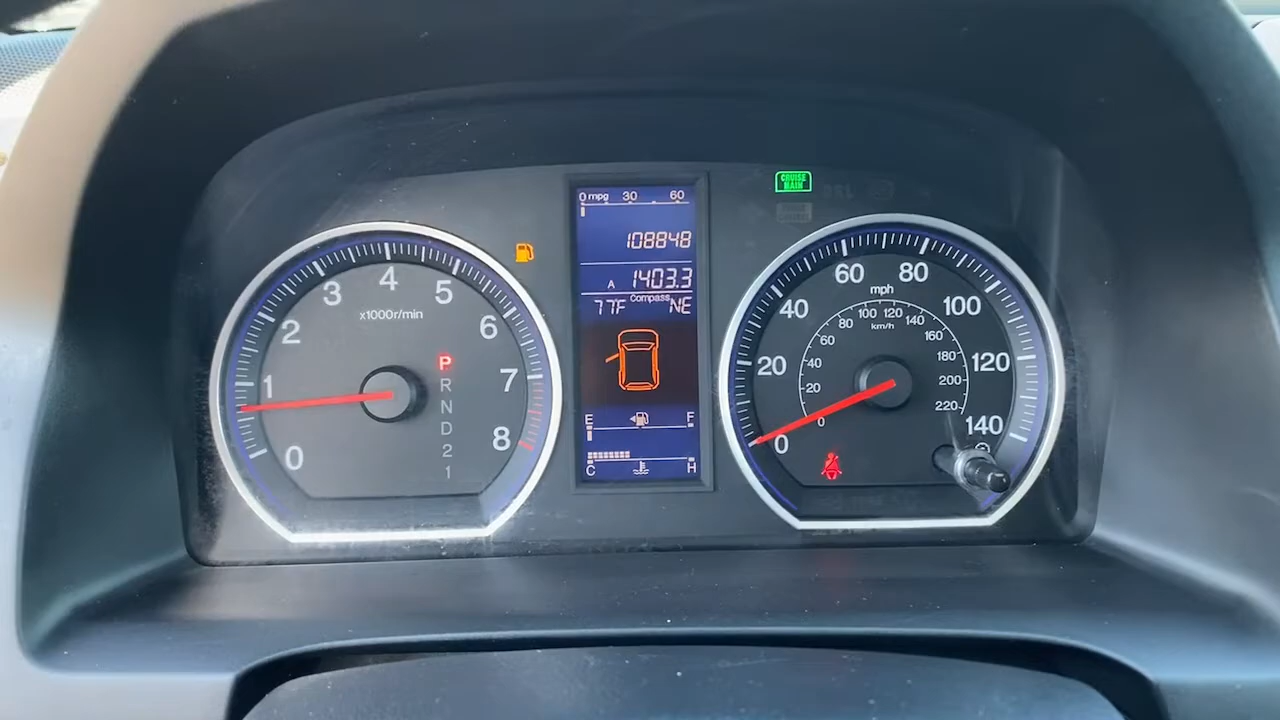 0 mpg 30 60
108848
A 1403.3
77F Compass NE
E F
C H
CRUISE MAIN
0 1 2 3 4 5 6 7 8
x1000r/min
P
R
N
D
2
1
0 20 40 60 80 100 120 140
mph
0 20 40 60 80 100 120 140 160 180 200 220
km/h